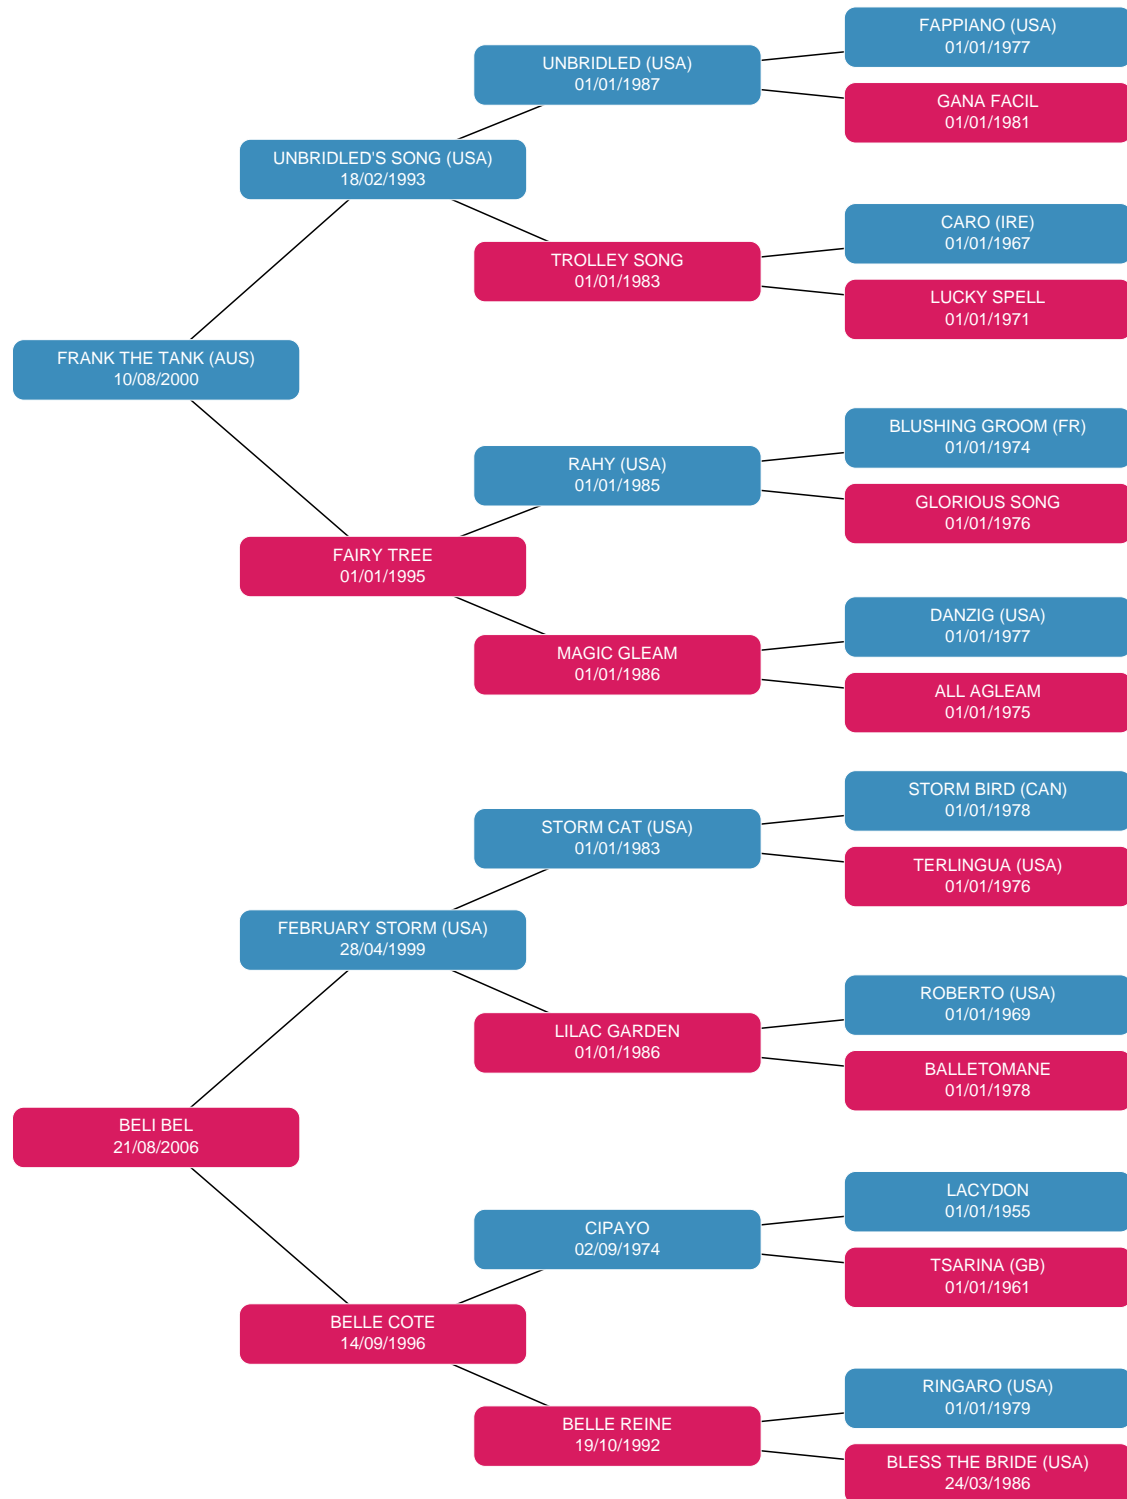 FAPPIANO (USA)
01/01/1977
UNBRIDLED (USA)
01/01/1987
GANA FACIL
01/01/1981
UNBRIDLED'S SONG (USA)
18/02/1993
CARO (IRE)
01/01/1967
TROLLEY SONG
01/01/1983
LUCKY SPELL
01/01/1971
FRANK THE TANK (AUS)
10/08/2000
BLUSHING GROOM (FR)
01/01/1974
RAHY (USA)
01/01/1985
GLORIOUS SONG
01/01/1976
FAIRY TREE
01/01/1995
DANZIG (USA)
01/01/1977
MAGIC GLEAM
01/01/1986
ALL AGLEAM
01/01/1975
STORM BIRD (CAN)
01/01/1978
STORM CAT (USA)
01/01/1983
TERLINGUA (USA)
01/01/1976
FEBRUARY STORM (USA)
28/04/1999
ROBERTO (USA)
01/01/1969
LILAC GARDEN
01/01/1986
BALLETOMANE
01/01/1978
BELI BEL
21/08/2006
LACYDON
01/01/1955
CIPAYO
02/09/1974
TSARINA (GB)
01/01/1961
BELLE COTE
14/09/1996
RINGARO (USA)
01/01/1979
BELLE REINE
19/10/1992
BLESS THE BRIDE (USA)
24/03/1986